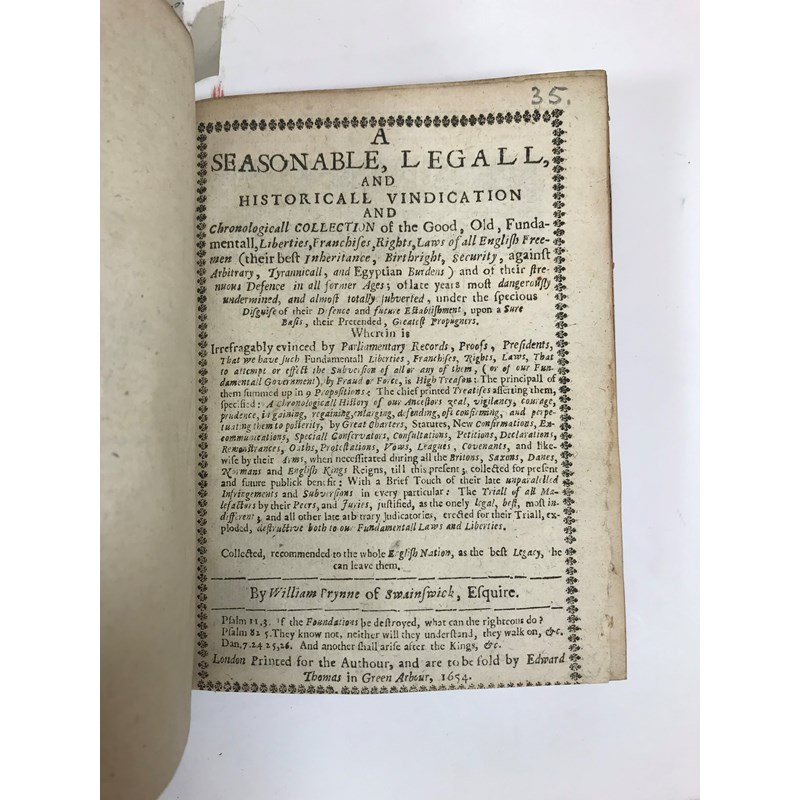 35.
A
SEASONABLE, LEGALL,
AND
HISTORICALL VINDICATION
AND
Chronologicall COLLECTION of the Good, Old, Funda-
mentall, Liberties, Franchises, Rights, Laws of all English Free-
men (their best Inheritance, Birthright, Security, against
Arbitrary, Tyrannicall, and Egyptian Burdens) and of their stre-
nuous Defence in all former Ages; of late years most dangerously
undermined, and almost totally subverted, under the specious
Disguise of their Defence and future Establishment, upon a Sure
Basis, their Pretended, Greatest Propugners.
Wherein is
Irrefragably evinced by Parliamentary Records, Proofs, Presidents,
That we have such Fundamentall Liberties, Franchises, Rights, Laws, That
to attempt or effect the Subversion of all or any of them, (or of our Fun-
damentall Government), by Fraud or Force, is High Treason: The principall of
them summed up in 9 Propositions: The chief printed Treatises asserting them,
specified: A Chronologicall History of our Ancestors zeal, vigilancy, courage,
prudence, in gaining, regaining, enlarging, defending, oft confirming, and perpe-
tuating them to posterity, by Great Charters, Statutes, New Confirmations, Ex-
communications, Speciall Conservators, Consultations, Petitions, Declarations,
Remonstrances, Oaths, Protestations, Vows, Leagues, Covenants, and like-
wise by their Arms, when necessitated during all the Britons, Saxons, Danes,
Normans and English Kings Reigns, till this present; collected for present
and future publick benefit: With a Brief Touch of their late unparalelled
Infringements and Subversions in every particular: The Triall of all Ma-
lefactors by their Peers, and Juries, justified, as the onely legal, best, most in-
different; and all other late arbitrary Judicatories, erected for their Triall, ex-
ploded, destructive both to our Fundamentall Laws and Liberties.
Collected, recommended to the whole English Nation, as the best Legacy, he
can leave them.
By William Prynne of Swainswick, Esquire.
Psalm 11.3. If the Foundations be destroyed, what can the righteous do?
Psalm 82 5. They know not, neither will they understand, they walk on, &c.
Dan. 7.24 25, 26. And another shall arise after the Kings, &c.
London Printed for the Authour, and are to be sold by Edward
Thomas in Green Arbour, 1654.